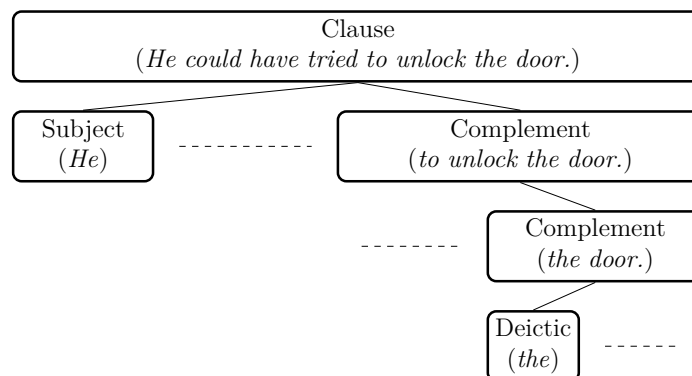 Clause
(He could have tried to unlock the door.)
Subject
(He)
Complement
(to unlock the door.)
Complement
(the door.)
Deictic
(the)